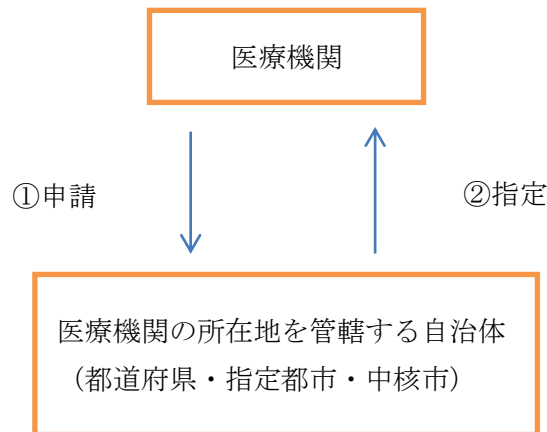 医療機関
①申請
②指定
医療機関の所在地を管轄する自治体
（都道府県・指定都市・中核市）